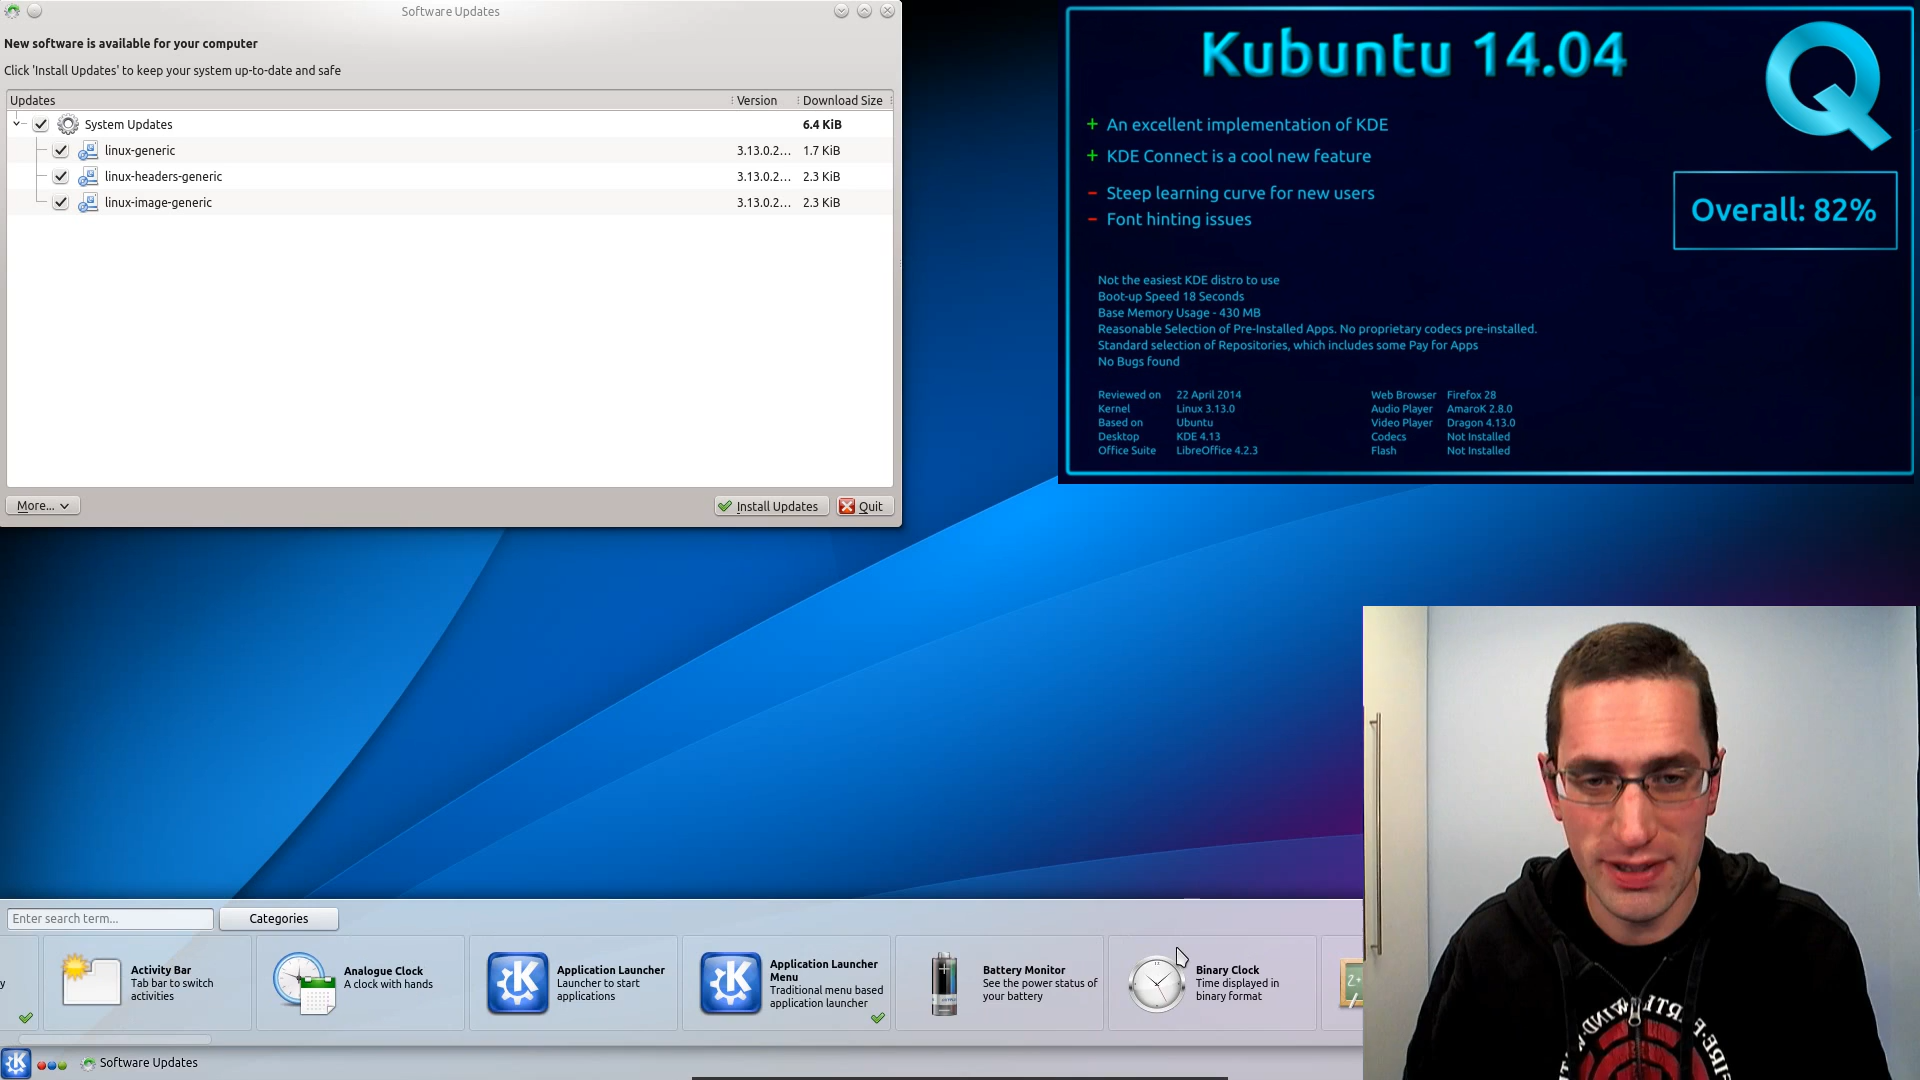 Software Updates
New software is available for your computer
Click 'Install Updates' to keep your system up-to-date and safe
Updates Version Download Size
System Updates 6.4 KiB
linux-generic 3.13.0.2... 1.7 KiB
linux-headers-generic 3.13.0.2... 2.3 KiB
linux-image-generic 3.13.0.2... 2.3 KiB
More... Install Updates Quit
Kubuntu 14.04
Q
+ An excellent implementation of KDE
+ KDE Connect is a cool new feature
- Steep learning curve for new users
- Font hinting issues
Overall: 82%
Not the easiest KDE distro to use
Boot-up Speed 18 Seconds
Base Memory Usage - 430 MB
Reasonable Selection of Pre-Installed Apps. No proprietary codecs pre-installed.
Standard selection of Repositories, which includes some Pay for Apps
No Bugs found
Reviewed on 22 April 2014 Web Browser Firefox 28
Kernel Linux 3.13.0 Audio Player AmaroK 2.8.0
Based on Ubuntu Video Player Dragon 4.13.0
Desktop KDE 4.13 Codecs Not Installed
Office Suite LibreOffice 4.2.3 Flash Not Installed
Enter search term... Categories
y
Activity Bar
Tab bar to switch
activities
Analogue Clock
A clock with hands
Application Launcher
Launcher to start
applications
Application Launcher
Menu
Traditional menu based
application launcher
Battery Monitor
See the power status of
your battery
Binary Clock
Time displayed in
binary format
Software Updates